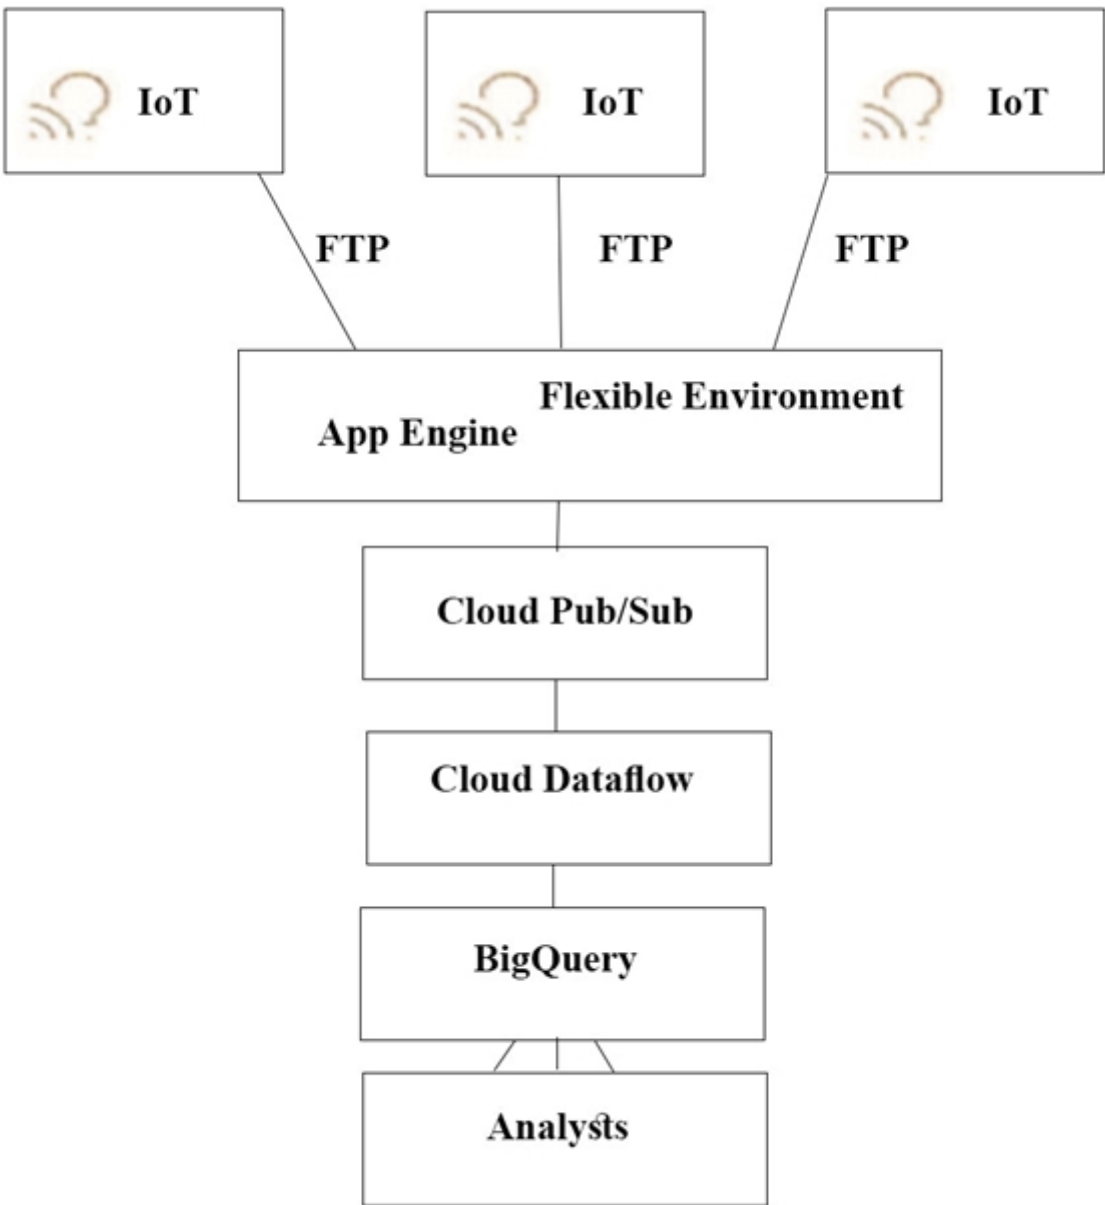 IoT
IoT
IoT
FTP
FTP
FTP
Flexible Environment
App Engine
Cloud Pub/Sub
Cloud Dataflow
BigQuery
Analysts